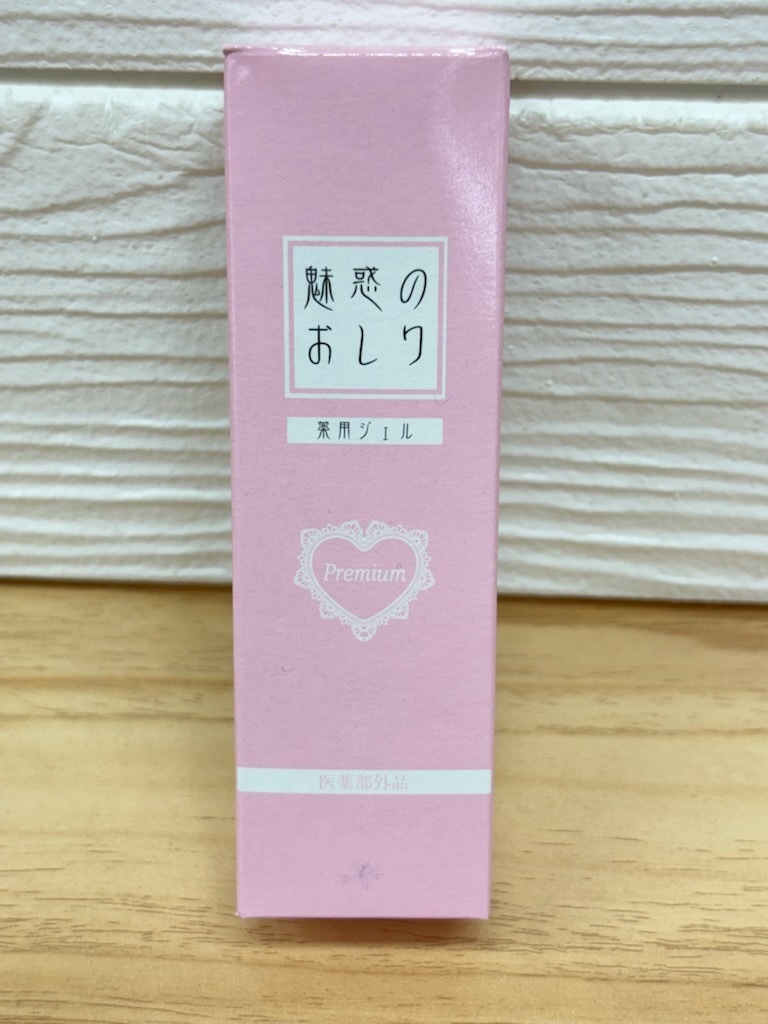 魅惑の
おしり
薬用ジェル
Premium
医薬部外品